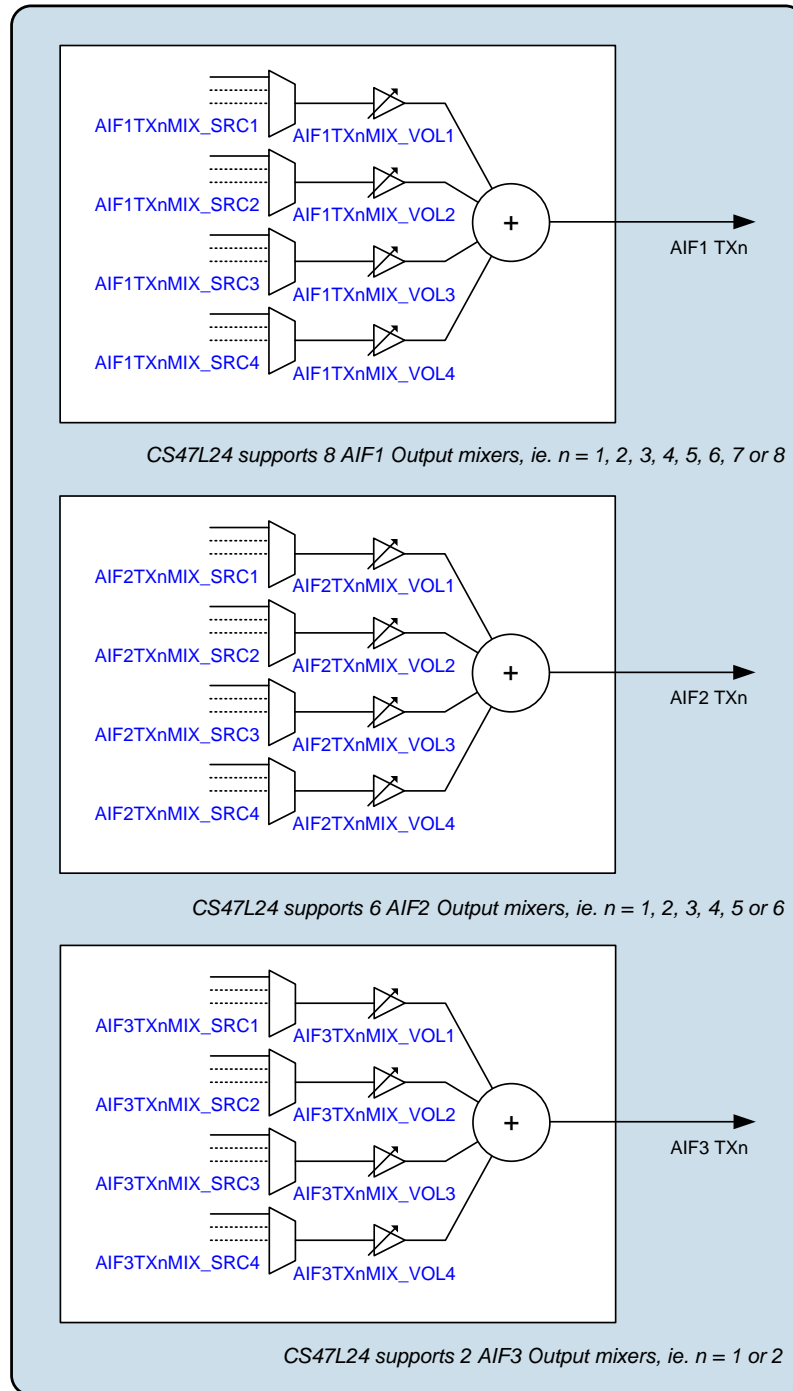 AIF1TXnMIX_SRC1
AIF1TXnMIX_VOL1
AIF1TXnMIX_SRC2
AIF1TXnMIX_VOL2
+
AIF1 TXn
AIF1TXnMIX_SRC3
AIF1TXnMIX_VOL3
AIF1TXnMIX_SRC4
AIF1TXnMIX_VOL4
CS47L24 supports 8 AIF1 Output mixers, ie. n = 1, 2, 3, 4, 5, 6, 7 or 8
AIF2TXnMIX_SRC1
AIF2TXnMIX_VOL1
AIF2TXnMIX_SRC2
AIF2TXnMIX_VOL2
+
AIF2 TXn
AIF2TXnMIX_SRC3
AIF2TXnMIX_VOL3
AIF2TXnMIX_SRC4
AIF2TXnMIX_VOL4
CS47L24 supports 6 AIF2 Output mixers, ie. n = 1, 2, 3, 4, 5 or 6
AIF3TXnMIX_SRC1
AIF3TXnMIX_VOL1
AIF3TXnMIX_SRC2
AIF3TXnMIX_VOL2
+
AIF3 TXn
AIF3TXnMIX_SRC3
AIF3TXnMIX_VOL3
AIF3TXnMIX_SRC4
AIF3TXnMIX_VOL4
CS47L24 supports 2 AIF3 Output mixers, ie. n = 1 or 2